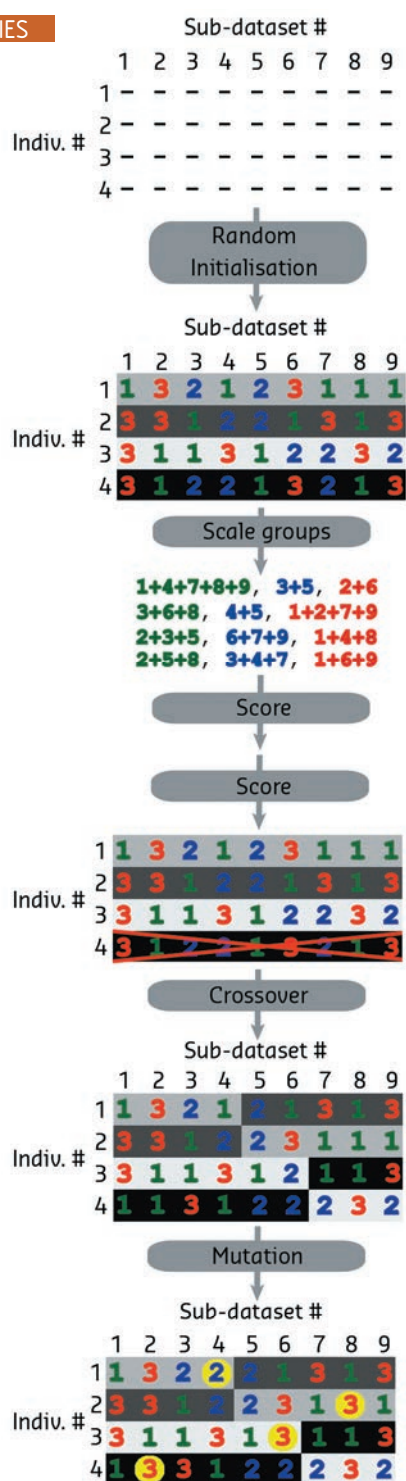 IES
Sub-dataset #
1 2 3 4 5 6 7 8 9
1 – – – – – – – – –
2 – – – – – – – – –
Indiv. #
3 – – – – – – – – –
4 – – – – – – – – –
Random
Initialisation
Sub-dataset #
1 2 3 4 5 6 7 8 9
1 1 3 2 1 2 3 1 1 1
2 3 3 1 2 2 1 3 1 3
Indiv. #
3 3 1 1 3 1 2 2 3 2
4 3 1 2 2 1 3 2 1 3
Scale groups
1+4+7+8+9, 3+5, 2+6
3+6+8, 4+5, 1+2+7+9
2+3+5, 6+7+9, 1+4+8
2+5+8, 3+4+7, 1+6+9
Score
Score
1 1 3 2 1 2 3 1 1 1
2 3 3 1 2 2 1 3 1 3
Indiv. #
3 3 1 1 3 1 2 2 3 2
4 3 1 2 2 1 3 2 1 3
Crossover
Sub-dataset #
1 2 3 4 5 6 7 8 9
1 1 3 2 1 2 1 3 1 3
2 3 3 1 2 2 3 1 1 1
Indiv. #
3 3 1 1 3 1 2 1 1 3
4 1 1 3 1 2 2 2 3 2
Mutation
Sub-dataset #
1 2 3 4 5 6 7 8 9
1 1 3 2 2 2 1 3 1 3
2 3 3 1 2 2 3 1 3 1
Indiv. #
3 3 1 1 3 1 3 1 1 3
4 1 3 3 1 2 2 2 3 2